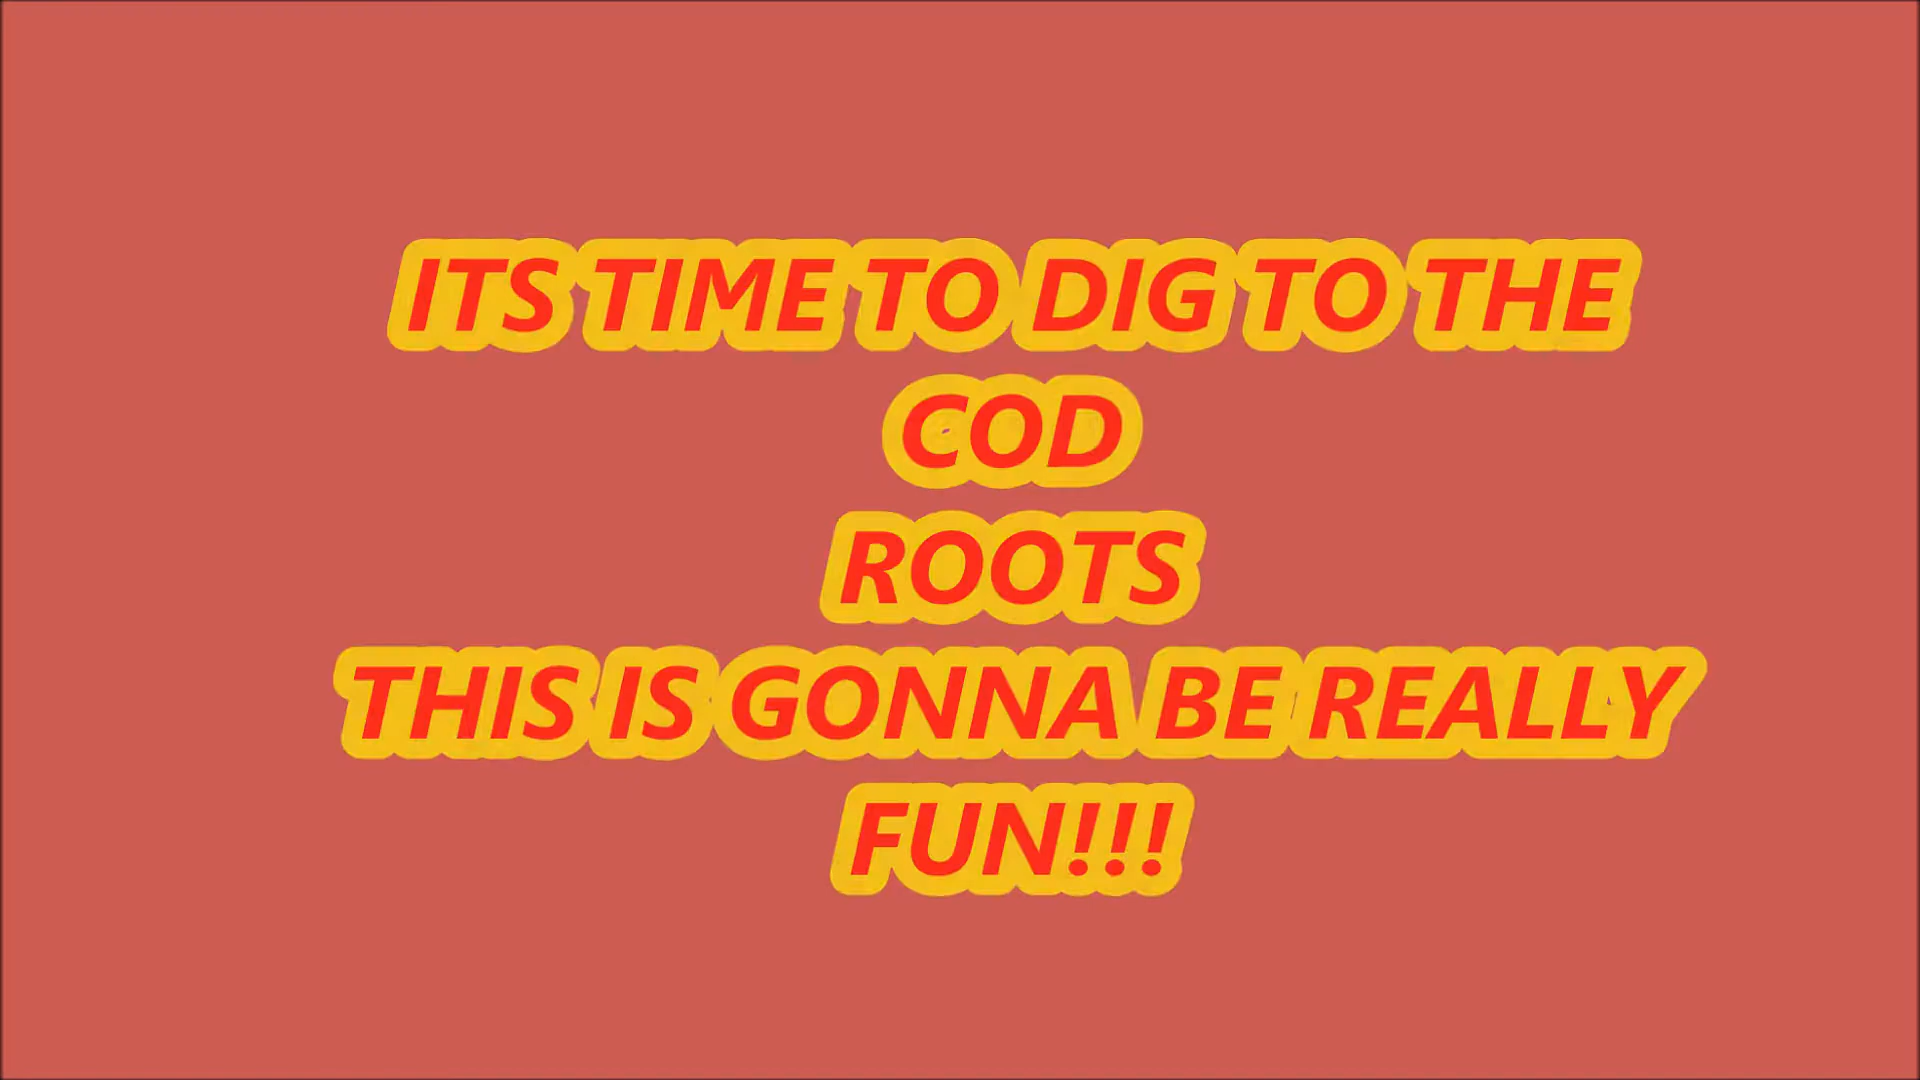 ITS TIME TO DIG TO THE
COD
ROOTS
THIS IS GONNA BE REALLY
FUN!!!